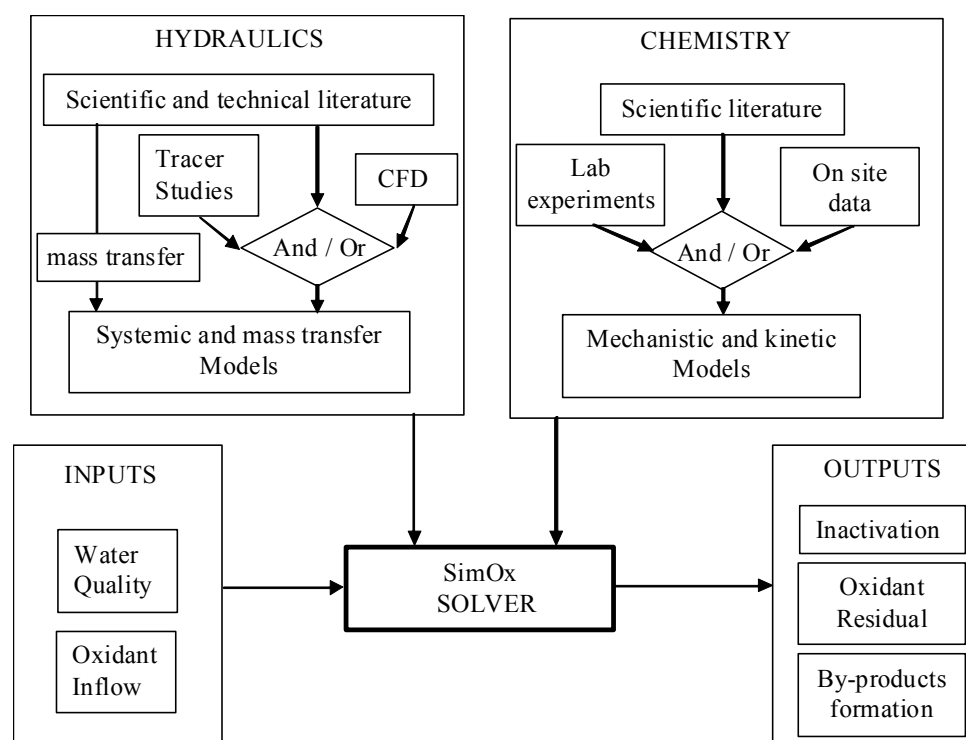 HYDRAULICS
Scientific and technical literature
Tracer
Studies
CFD
And / Or
mass transfer
Systemic and mass transfer
Models
CHEMISTRY
Scientific literature
Lab
experiments
On site
data
And / Or
Mechanistic and kinetic
Models
INPUTS
Water
Quality
Oxidant
Inflow
SimOx
SOLVER
OUTPUTS
Inactivation
Oxidant
Residual
By-products
formation